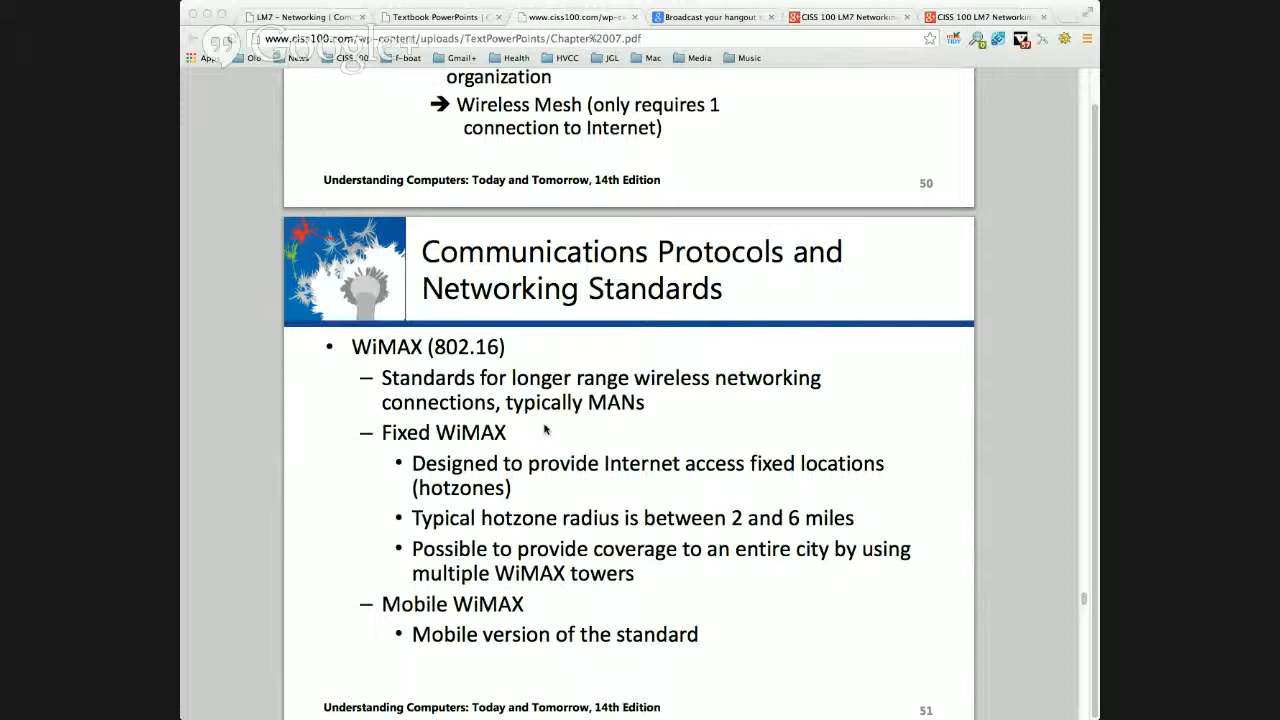 LM7 - Networking | Com
Textbook PowerPoints | C
www.ciss100.com/wp-c
Broadcast your hangout
CISS 100 LM7 Networkin
CISS 100 LM7 Networkin
www.ciss100.com/wp-content/uploads/TextPowerPoints/Chapter%2007.pdf
Google+
Apps
Old
News
CISS100
f-boat
Gmail+
Health
HVCC
JGL
Mac
Media
Music
organization
➔ Wireless Mesh (only requires 1
connection to Internet)
Understanding Computers: Today and Tomorrow, 14th Edition
50
Communications Protocols and
Networking Standards
• WiMAX (802.16)
– Standards for longer range wireless networking
connections, typically MANs
– Fixed WiMAX
• Designed to provide Internet access fixed locations
(hotzones)
• Typical hotzone radius is between 2 and 6 miles
• Possible to provide coverage to an entire city by using
multiple WiMAX towers
– Mobile WiMAX
• Mobile version of the standard
Understanding Computers: Today and Tomorrow, 14th Edition
51